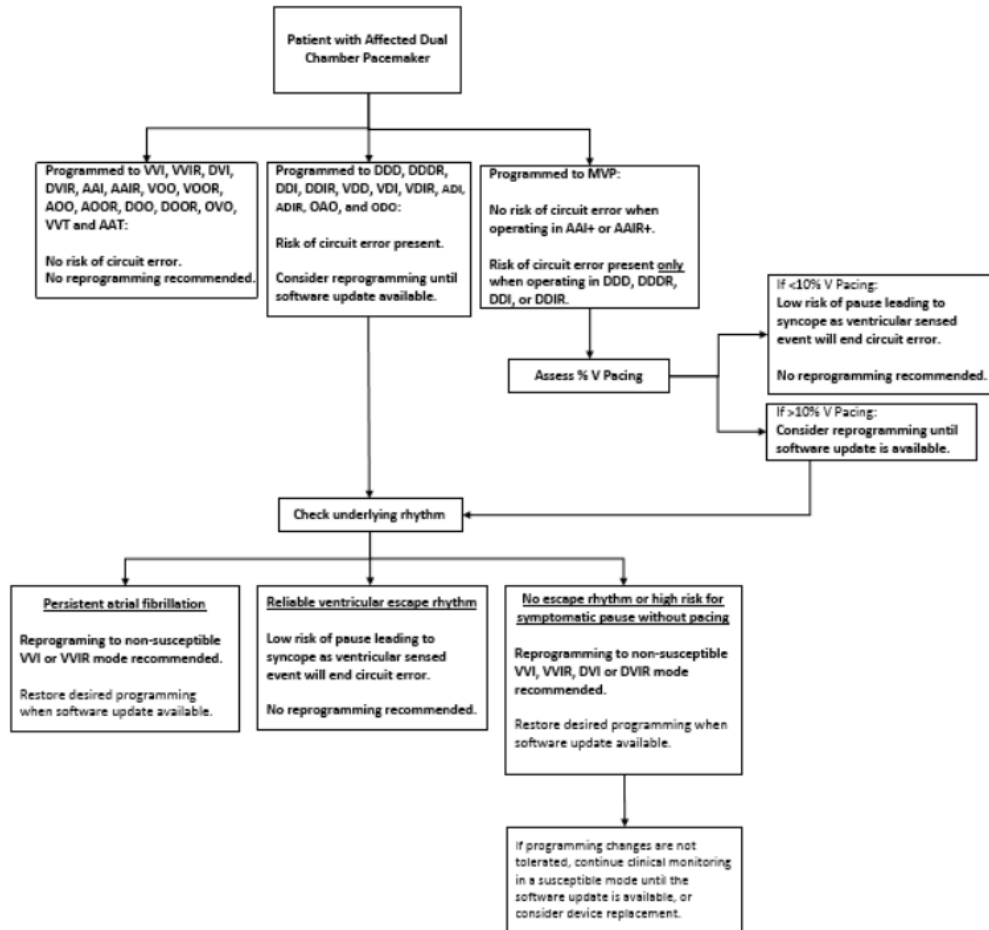 Patient with Affected Dual
Chamber Pacemaker
Programmed to VVI, VVIR, DVI,
DVIR, AAI, AAIR, VOO, VOOR,
AOO, AOOR, DOO, DOOR, OVO,
VVT and AAT:
No risk of circuit error.
No reprogramming recommended.
Programmed to DDD, DDDR,
DDI, DDIR, VDD, VDI, VDIR, ADI,
ADIR, OAO, and ODO:
Risk of circuit error present.
Consider reprogramming until
software update available.
Programmed to MVP:
No risk of circuit error when
operating in AAI+ or AAIR+.
Risk of circuit error present only
when operating in DDD, DDDR,
DDI, or DDIR.
Assess % V Pacing
If <10% V Pacing:
Low risk of pause leading to
syncope as ventricular sensed
event will end circuit error.
No reprogramming recommended.
If >10% V Pacing:
Consider reprogramming until
software update is available.
Check underlying rhythm
Persistent atrial fibrillation
Reprograming to non-susceptible
VVI or VVIR mode recommended.
Restore desired programming
when software update available.
Reliable ventricular escape rhythm
Low risk of pause leading to
syncope as ventricular sensed
event will end circuit error.
No reprogramming recommended.
No escape rhythm or high risk for
symptomatic pause without pacing
Reprogramming to non-susceptible
VVI, VVIR, DVI or DVIR mode
recommended.
Restore desired programming when
software update available.
If programming changes are not
tolerated, continue clinical monitoring
in a susceptible mode until the
software update is available, or
consider device replacement.